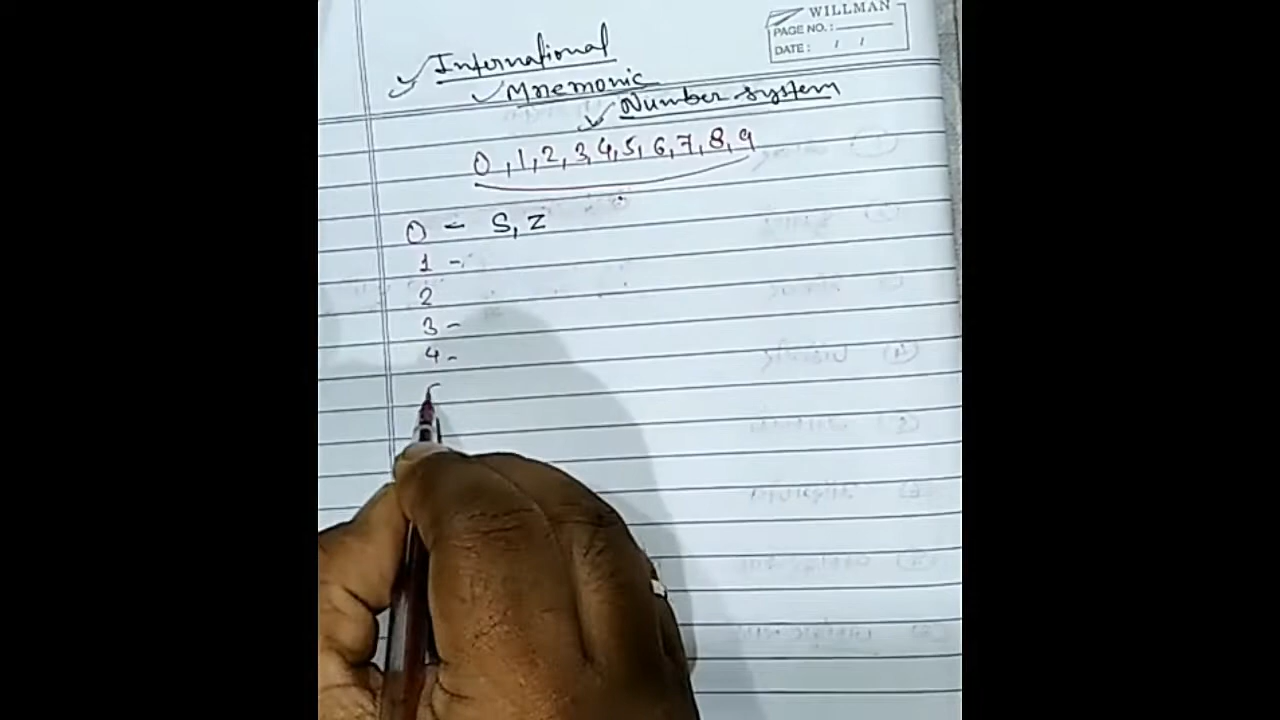 WILLMAN
PAGE NO.:
DATE: / /
International
Mnemonic
Number system
0,1,2,3,4,5,6,7,8,9
0 - S, Z
1 -
2
3 -
4 -